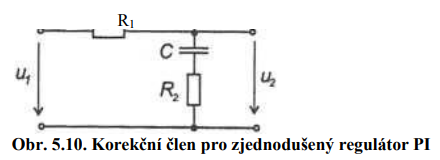 R₁
C
u₁
R₂
u₂
Obr. 5.10. Korekční člen pro zjednodušený regulátor PI